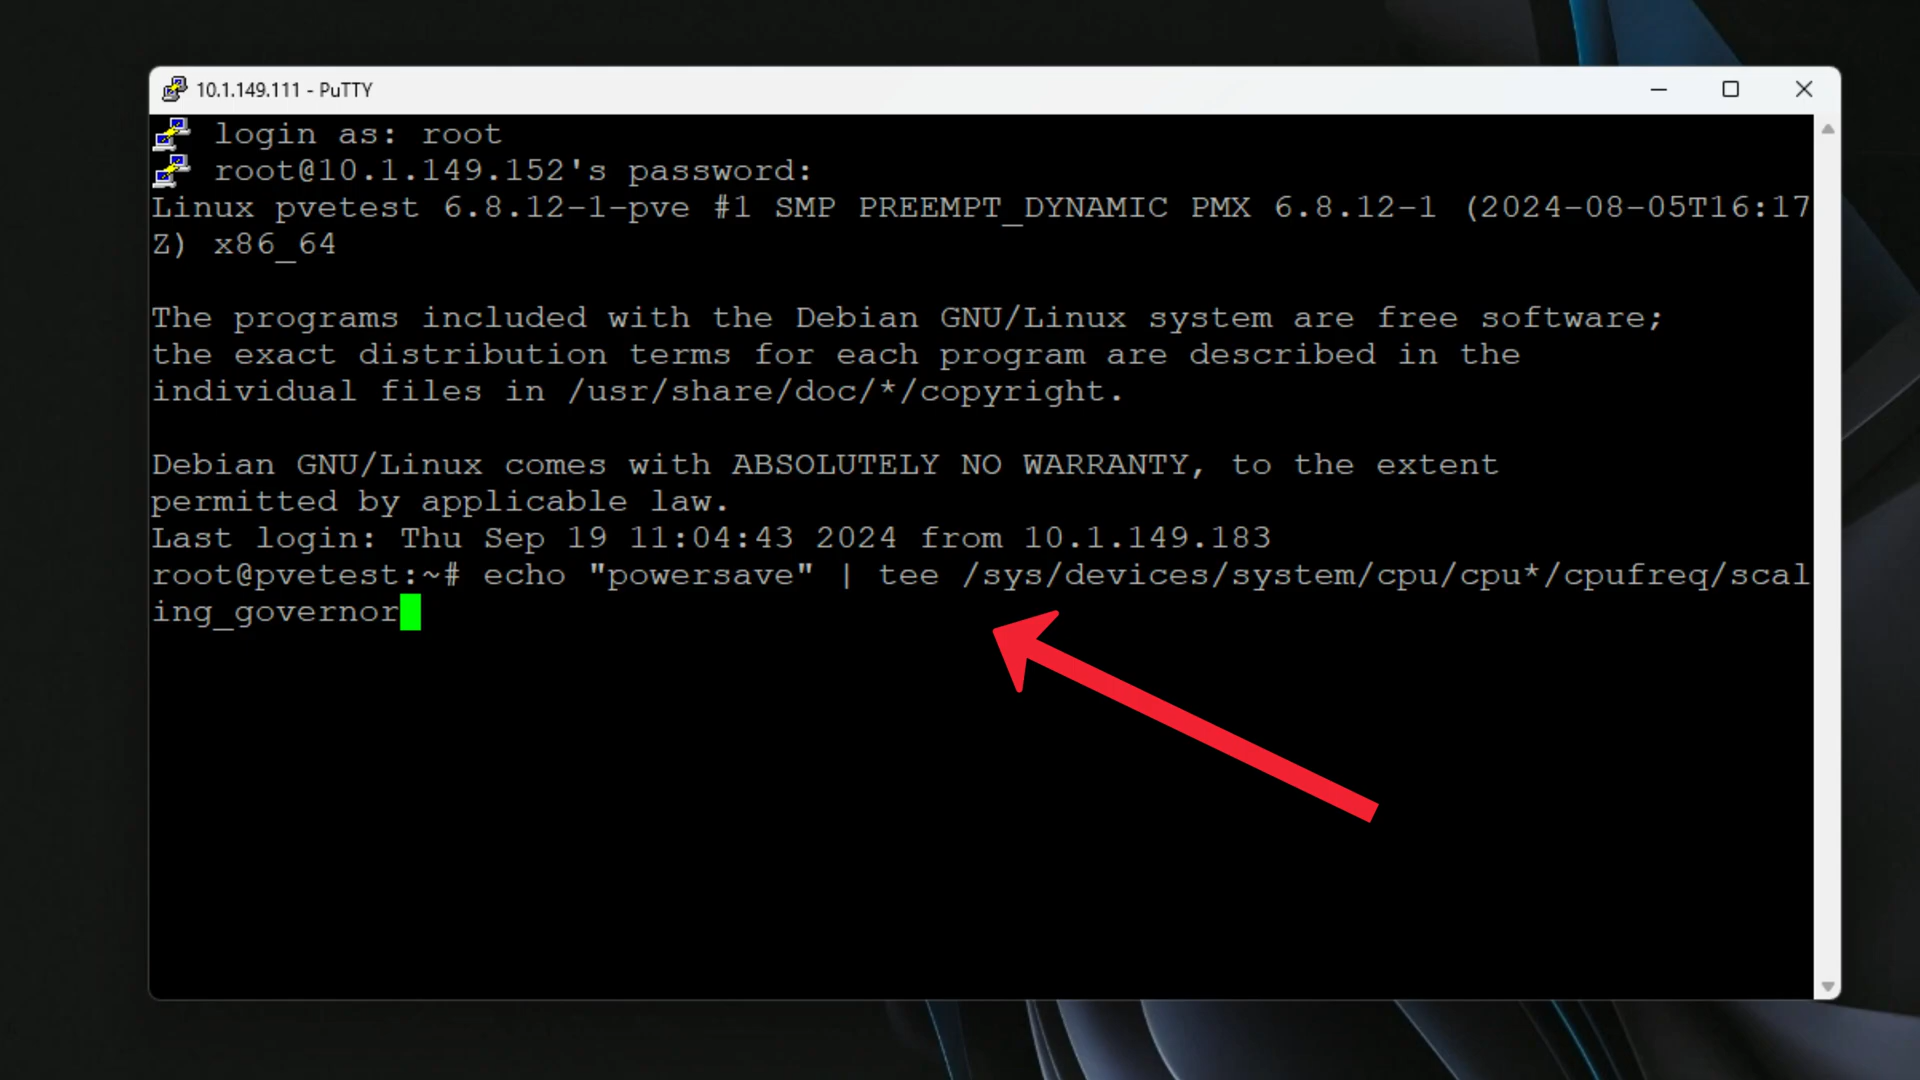 10.1.149.111 - PuTTY
login as: root
root@10.1.149.152's password:
Linux pvetest 6.8.12-1-pve #1 SMP PREEMPT_DYNAMIC PMX 6.8.12-1 (2024-08-05T16:17
Z) x86_64
The programs included with the Debian GNU/Linux system are free software;
the exact distribution terms for each program are described in the
individual files in /usr/share/doc/*/copyright.
Debian GNU/Linux comes with ABSOLUTELY NO WARRANTY, to the extent
permitted by applicable law.
Last login: Thu Sep 19 11:04:43 2024 from 10.1.149.183
root@pvetest:~# echo "powersave" | tee /sys/devices/system/cpu/cpu*/cpufreq/scal
ing_governor